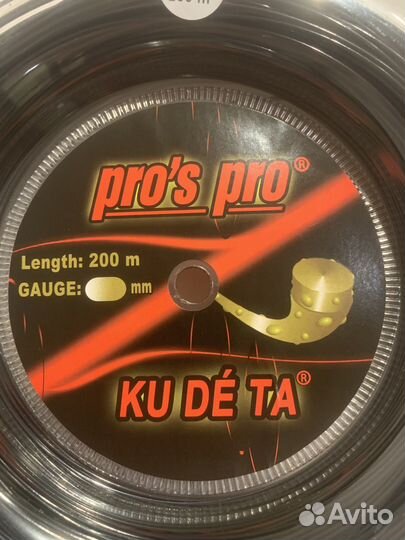 pro's pro®
Length: 200 m
GAUGE: mm
KU DÉ TA®
Avito